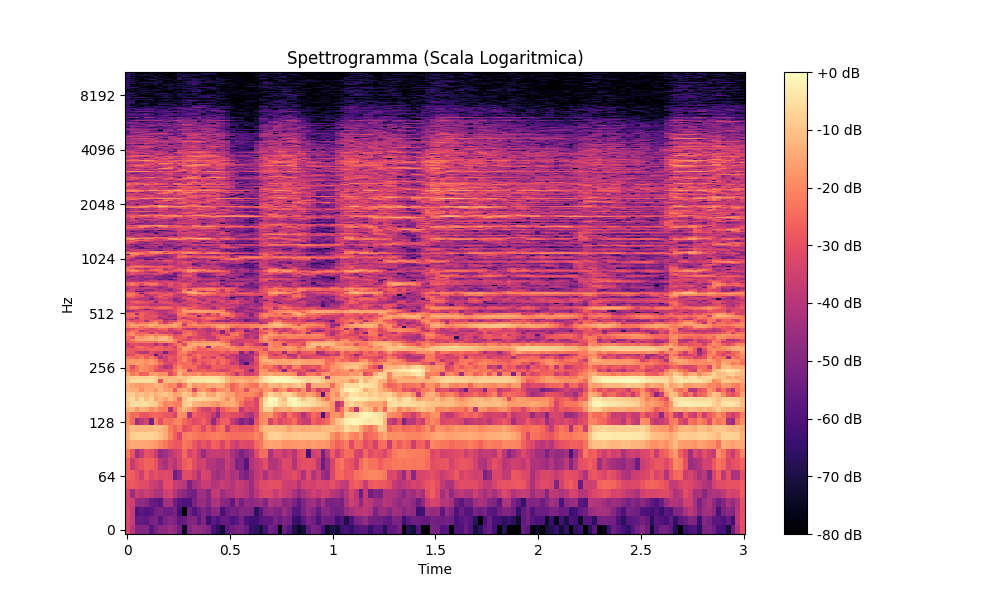 Spettrogramma (Scala Logaritmica)
Hz
8192
4096
2048
1024
512
256
128
64
0
0 0.5 1 1.5 2 2.5 3
Time
+0 dB
-10 dB
-20 dB
-30 dB
-40 dB
-50 dB
-60 dB
-70 dB
-80 dB